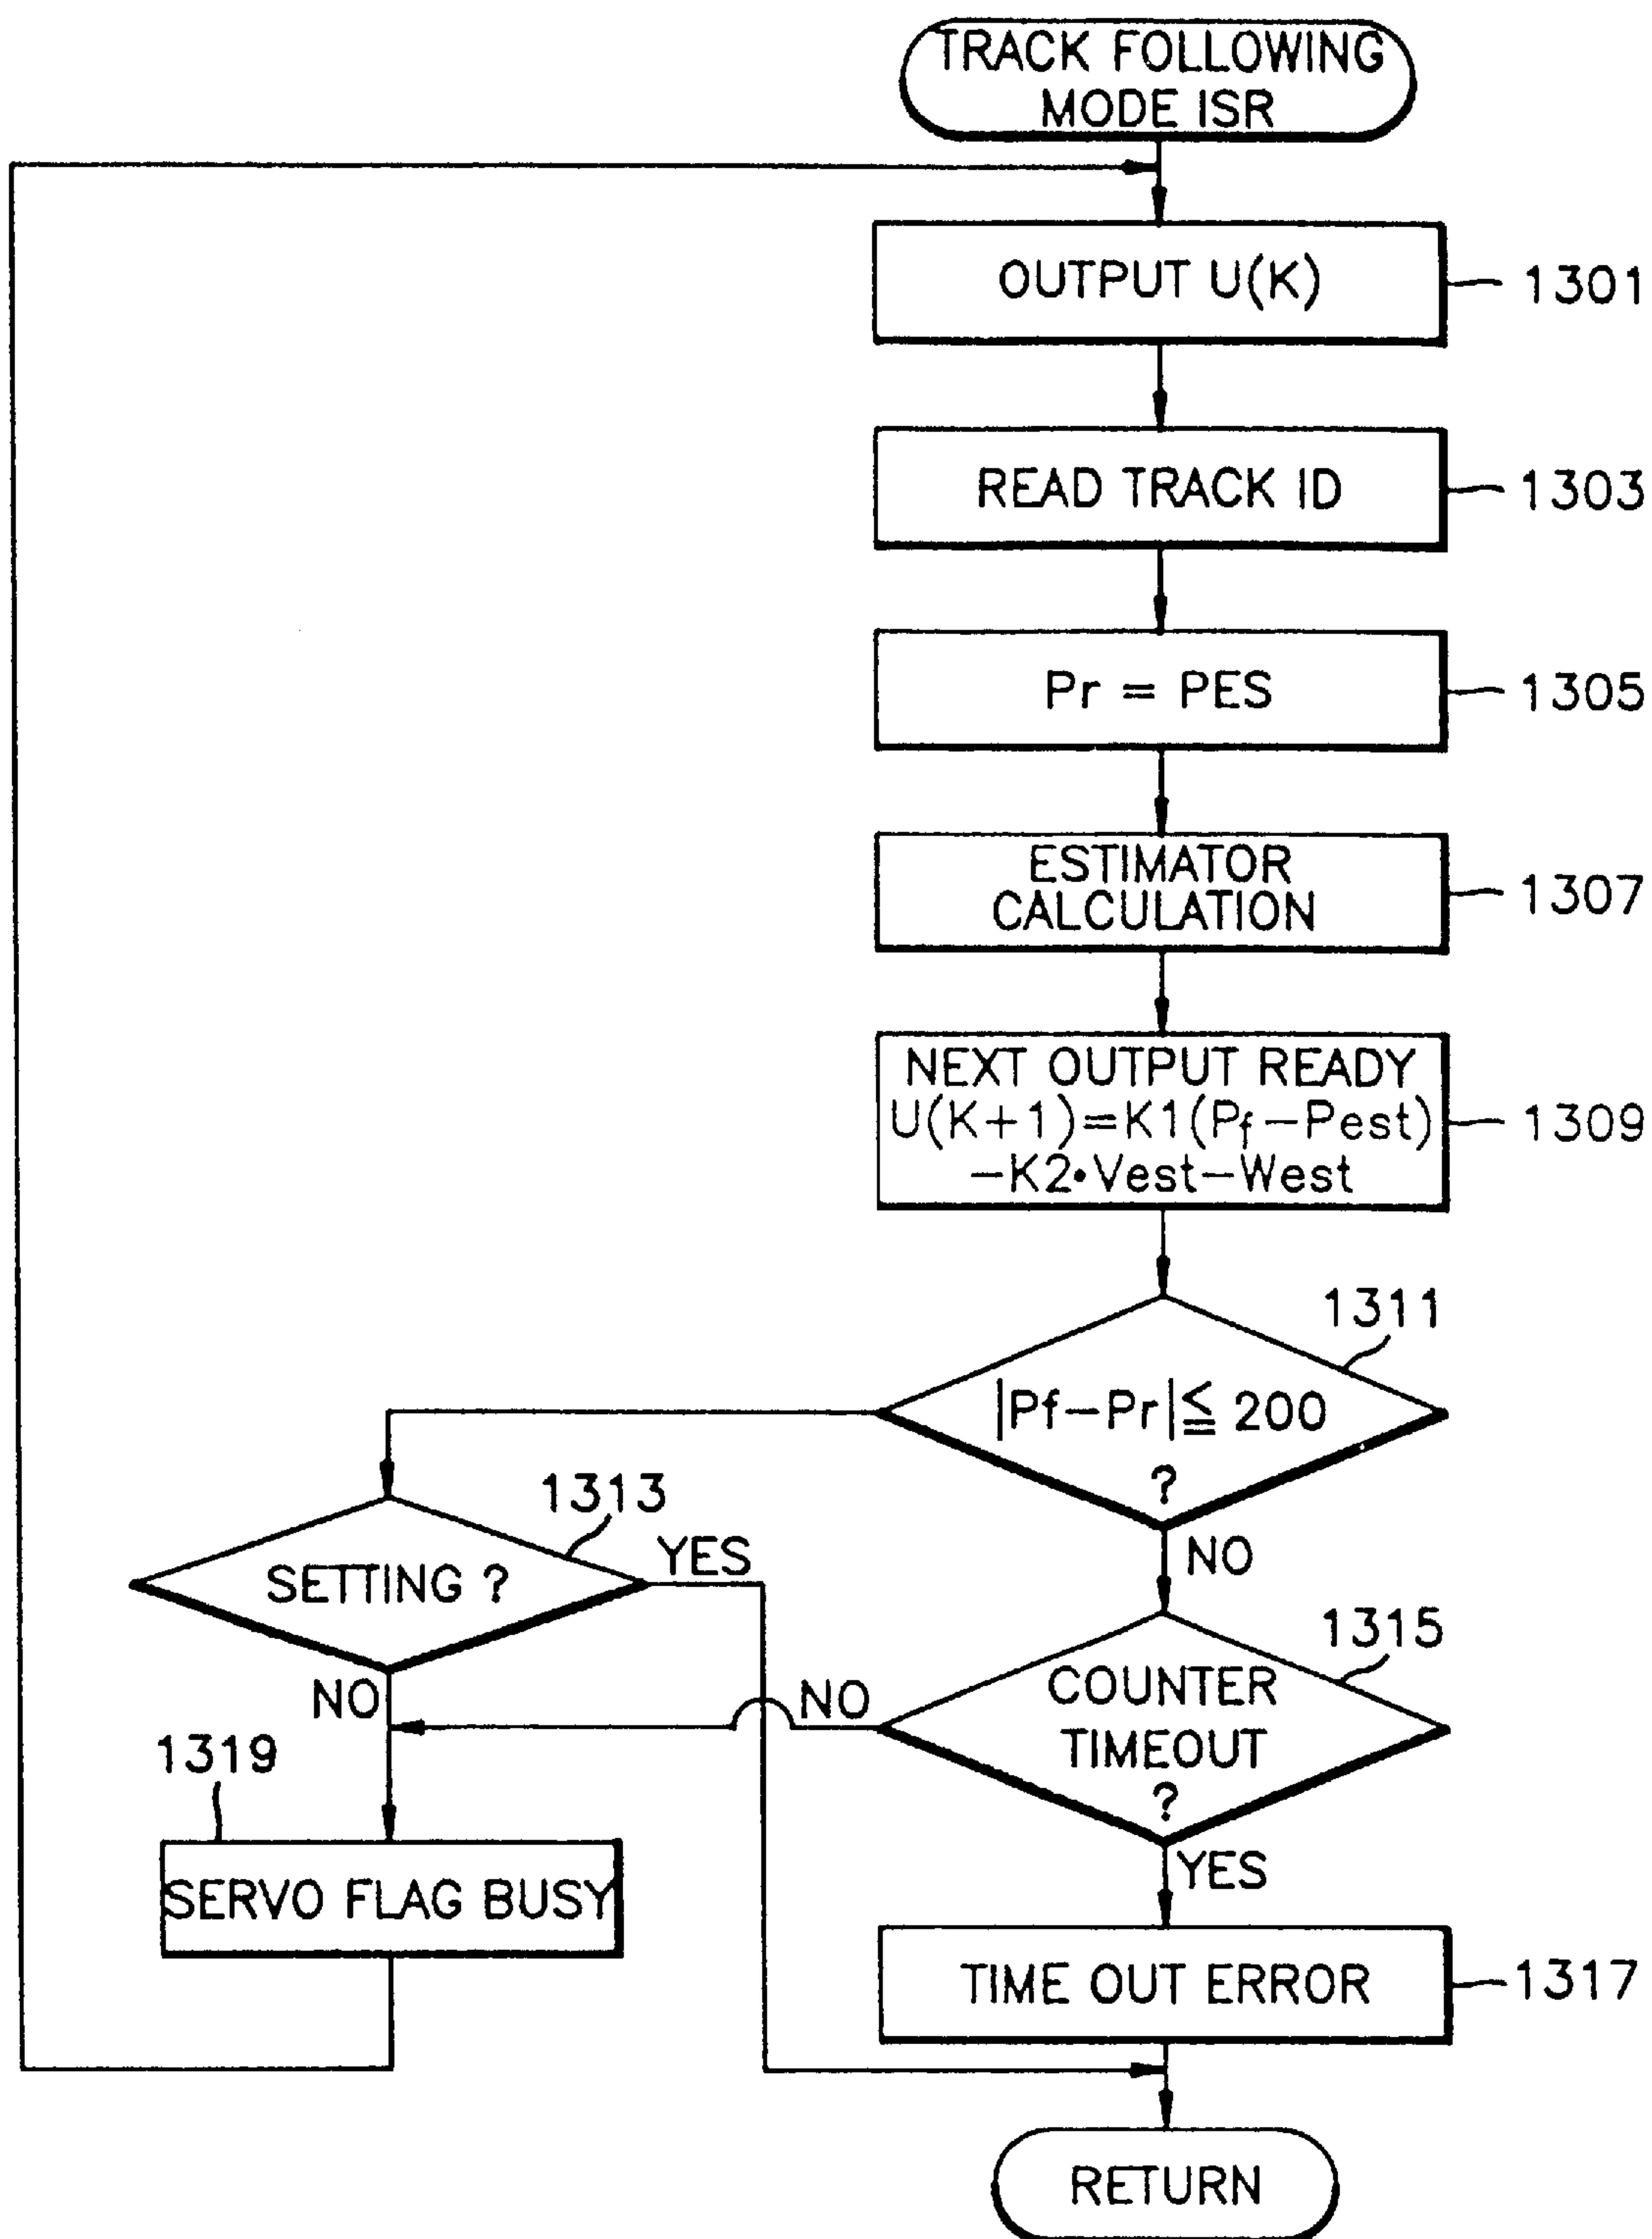 TRACK FOLLOWING
MODE ISR
OUTPUT U(K)
1301
READ TRACK ID
1303
Pr = PES
1305
ESTIMATOR
CALCULATION
1307
NEXT OUTPUT READY
U(K+1)=K1(Pf-Pest)
-K2•Vest-West
1309
1311
|Pf-Pr|≦ 200
?
NO
1313
SETTING ?
YES
NO
1315
COUNTER
TIMEOUT
?
NO
YES
1319
SERVO FLAG BUSY
TIME OUT ERROR
1317
RETURN